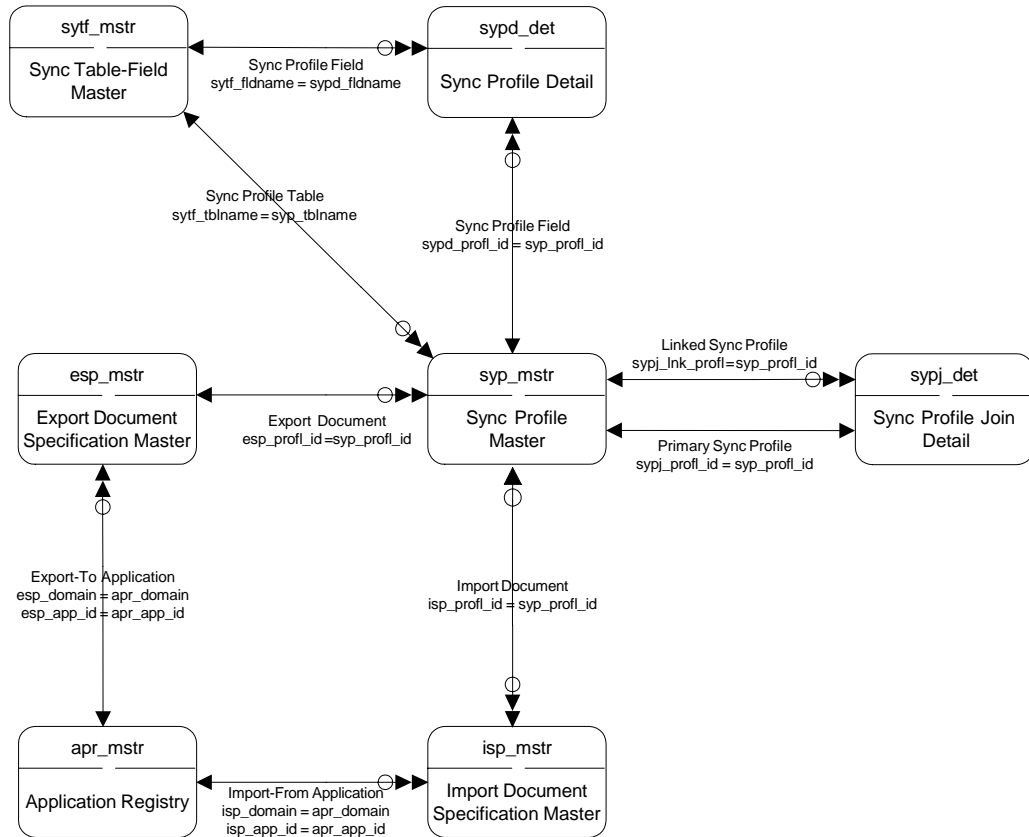 sytf_mstr
Sync Table-Field
Master
Sync Profile Field
sytf_fldname = sypd_fldname
sypd_det
Sync Profile Detail
Sync Profile Table
sytf_tblname = syp_tblname
Sync Profile Field
sypd_profl_id = syp_profl_id
esp_mstr
Export Document
Specification Master
Export Document
esp_profl_id =syp_profl_id
syp_mstr
Sync Profile
Master
Linked Sync Profile
sypj_lnk_profl=syp_profl_id
Primary Sync Profile
sypj_profl_id = syp_profl_id
sypj_det
Sync Profile Join
Detail
Export-To Application
esp_domain = apr_domain
esp_app_id = apr_app_id
Import Document
isp_profl_id = syp_profl_id
apr_mstr
Application Registry
Import-From Application
isp_domain = apr_domain
isp_app_id = apr_app_id
isp_mstr
Import Document
Specification Master